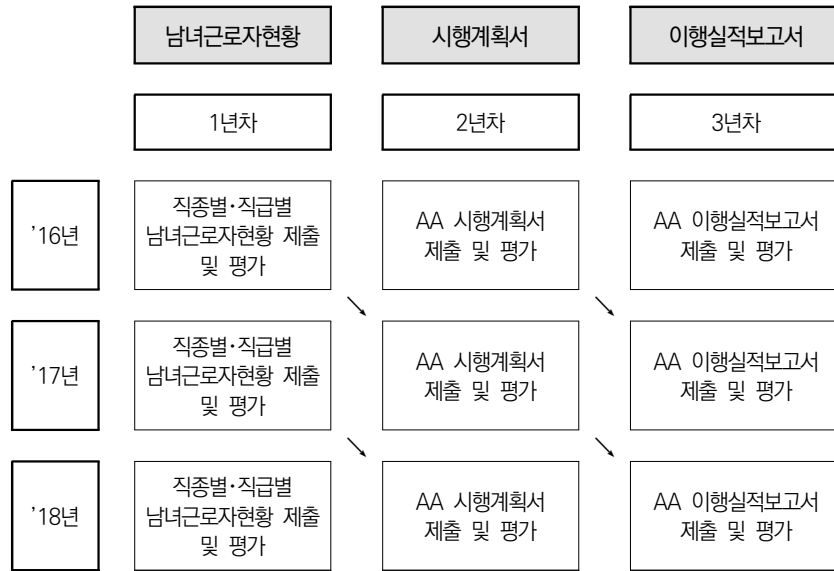 남녀근로자현황
시행계획서
이행실적보고서
1년차
2년차
3년차
’16년
직종별·직급별
남녀근로자현황 제출
및 평가
AA 시행계획서
제출 및 평가
AA 이행실적보고서
제출 및 평가
’17년
직종별·직급별
남녀근로자현황 제출
및 평가
AA 시행계획서
제출 및 평가
AA 이행실적보고서
제출 및 평가
’18년
직종별·직급별
남녀근로자현황 제출
및 평가
AA 시행계획서
제출 및 평가
AA 이행실적보고서
제출 및 평가